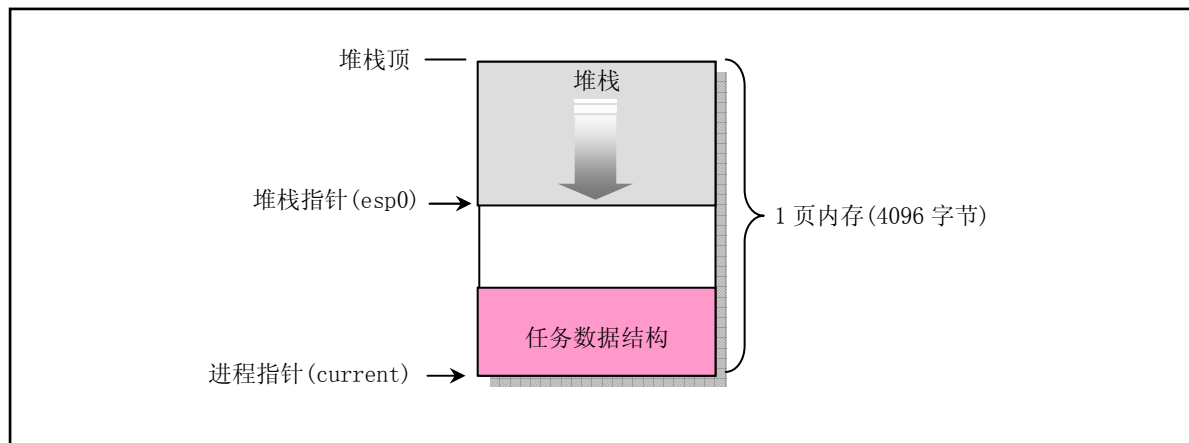 堆栈顶
堆栈
堆栈指针(esp0)
1 页内存(4096 字节)
任务数据结构
进程指针(current)